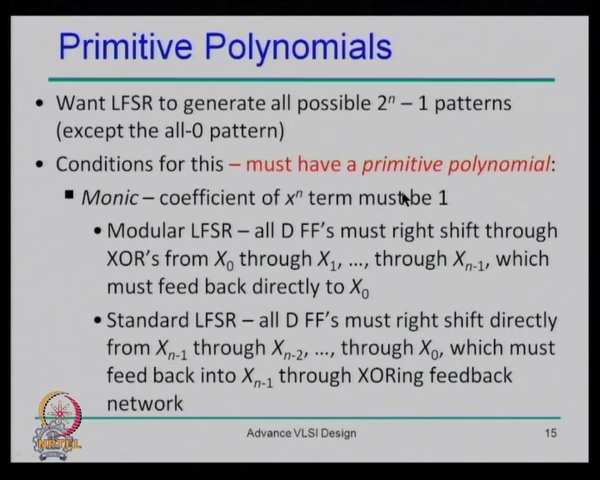 Primitive Polynomials
• Want LFSR to generate all possible 2ⁿ – 1 patterns
(except the all-0 pattern)
• Conditions for this – must have a primitive polynomial:
▪ Monic – coefficient of xⁿ term must be 1
• Modular LFSR – all D FF's must right shift through
XOR's from X₀ through X₁, ..., through Xₙ₋₁, which
must feed back directly to X₀
• Standard LFSR – all D FF's must right shift directly
from Xₙ₋₁ through Xₙ₋₂, ..., through X₀, which must
feed back into Xₙ₋₁ through XORing feedback
network
NPTEL
Advance VLSI Design
15